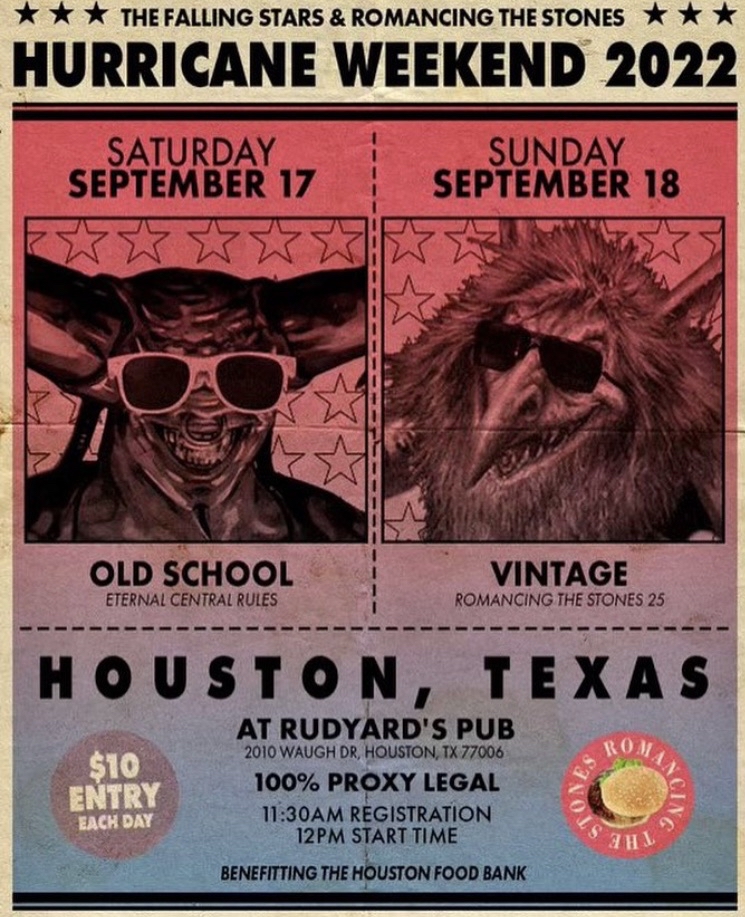 ★ ★ ★ THE FALLING STARS & ROMANCING THE STONES ★ ★ ★
HURRICANE WEEKEND 2022
SATURDAY
SEPTEMBER 17
SUNDAY
SEPTEMBER 18
OLD SCHOOL
ETERNAL CENTRAL RULES
VINTAGE
ROMANCING THE STONES 25
HOUSTON, TEXAS
AT RUDYARD'S PUB
2010 WAUGH DR, HOUSTON, TX 77006
100% PROXY LEGAL
11:30AM REGISTRATION
12PM START TIME
$10
ENTRY
EACH DAY
ROMANCING THE STONES
BENEFITTING THE HOUSTON FOOD BANK